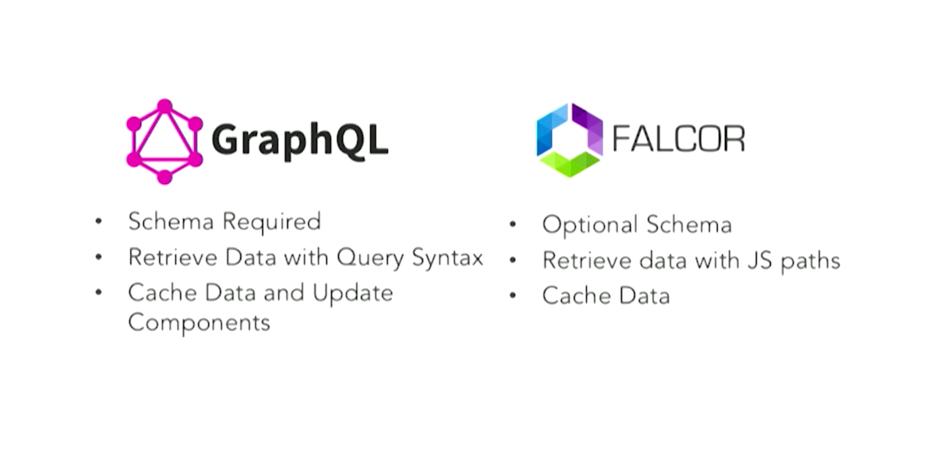 GraphQL
• Schema Required
• Retrieve Data with Query Syntax
• Cache Data and Update
Components
FALCOR
• Optional Schema
• Retrieve data with JS paths
• Cache Data